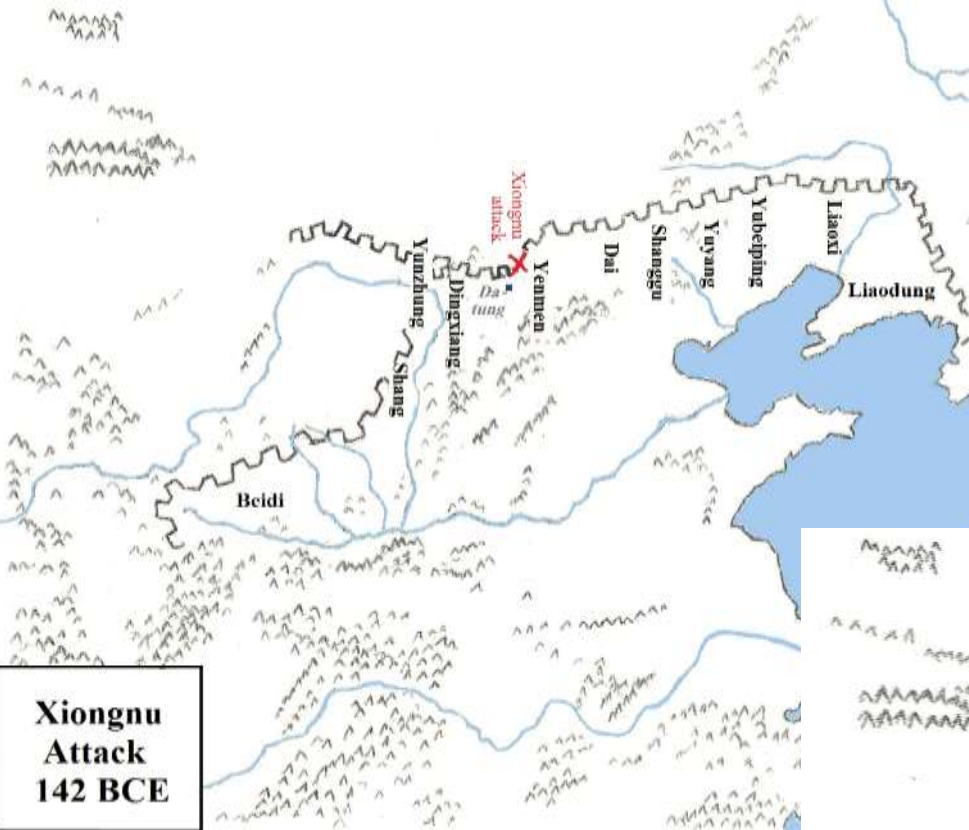 Xiongnu
attack
Yunzhung
Dingxiang
Da-
tung
Yenmen
Dai
Shanggu
Yuyang
Yubeiping
Liaoxi
Liaodung
Shang
Beidi
Xiongnu
Attack
142 BCE